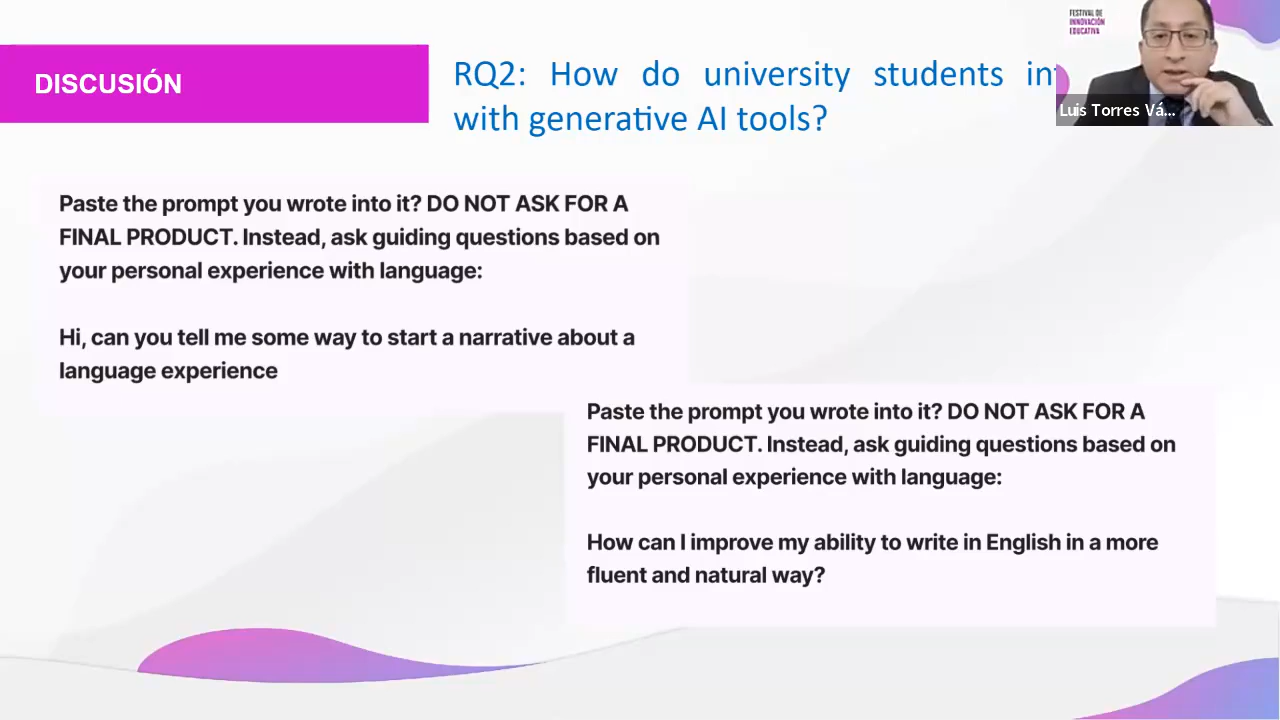 DISCUSIÓN
RQ2: How do university students
with generative AI tools?
FESTIVAL DE
INNOVACIÓN
EDUCATIVA
Luis Torres Vá...
Paste the prompt you wrote into it? DO NOT ASK FOR A
FINAL PRODUCT. Instead, ask guiding questions based on
your personal experience with language:
Hi, can you tell me some way to start a narrative about a
language experience
Paste the prompt you wrote into it? DO NOT ASK FOR A
FINAL PRODUCT. Instead, ask guiding questions based on
your personal experience with language:
How can I improve my ability to write in English in a more
fluent and natural way?